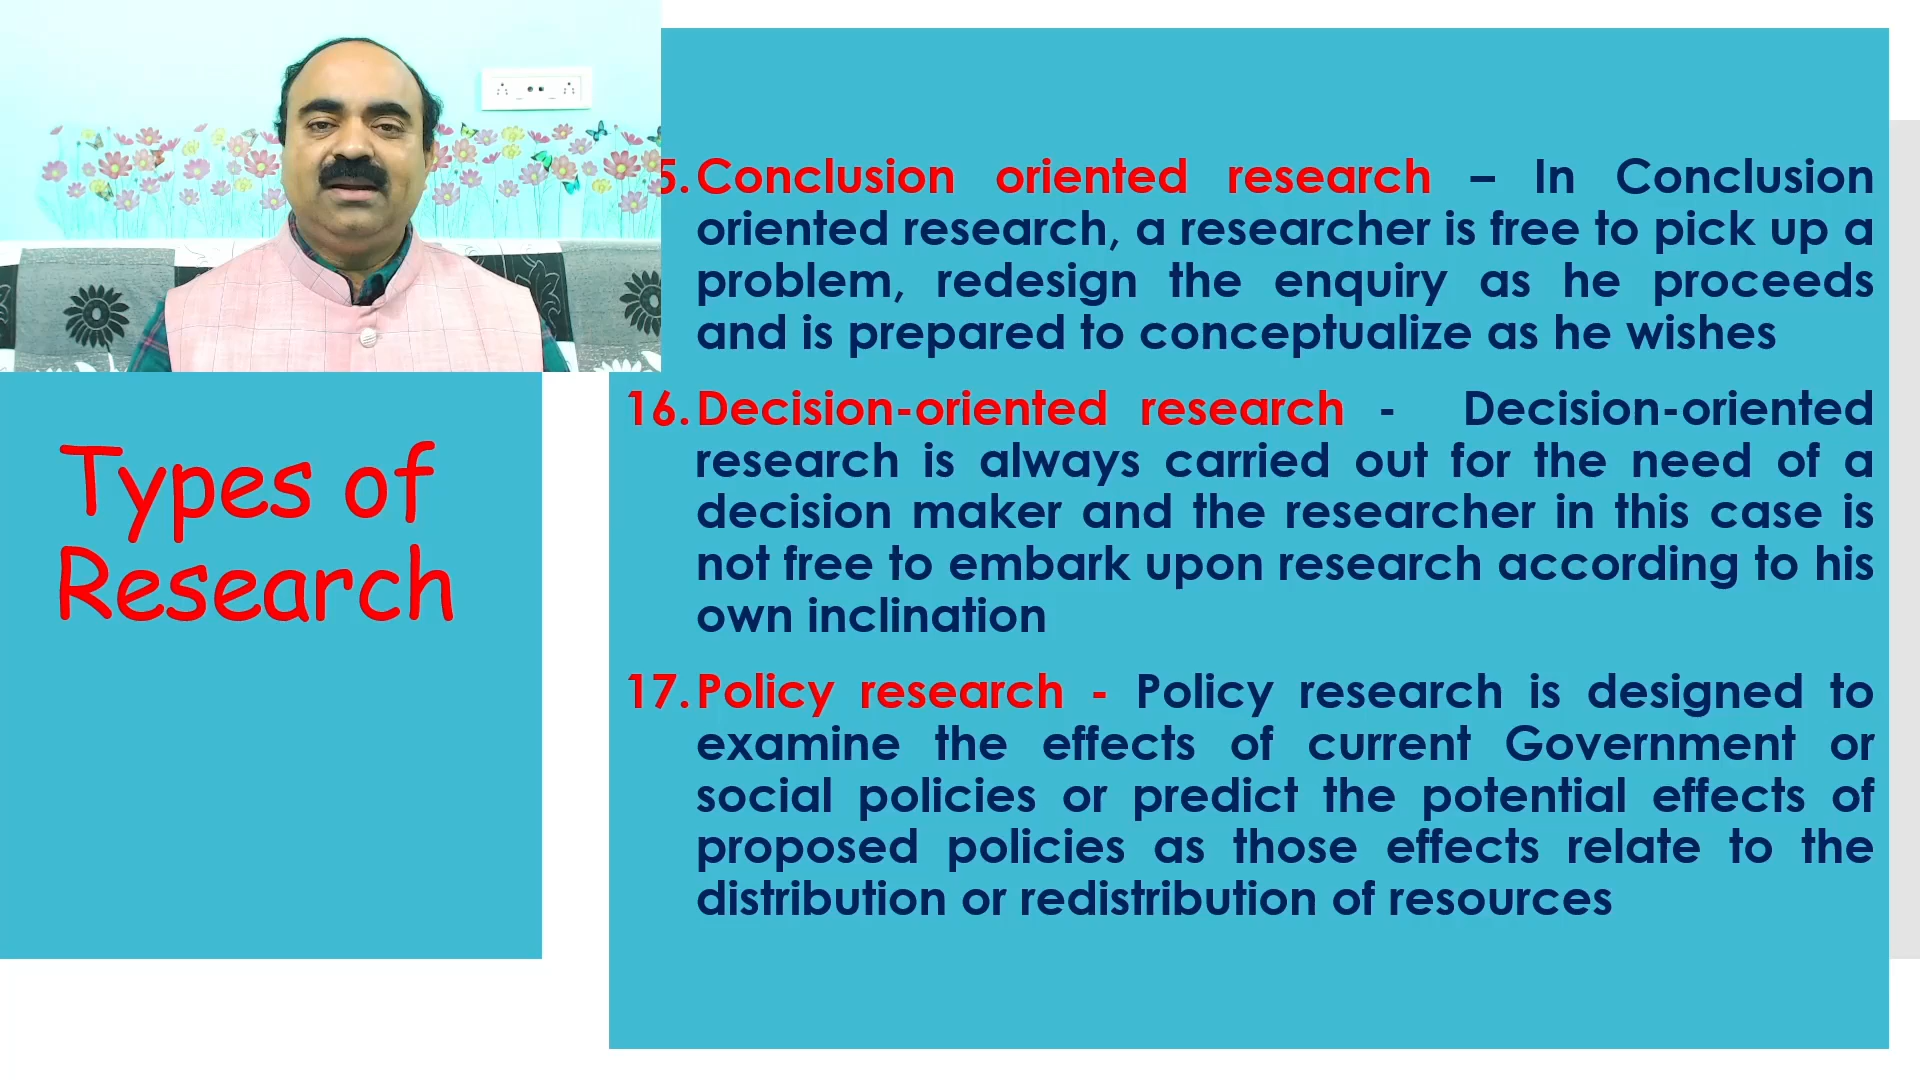 Types of
Research
5. Conclusion oriented research – In Conclusion
oriented research, a researcher is free to pick up a
problem, redesign the enquiry as he proceeds
and is prepared to conceptualize as he wishes
16. Decision-oriented research - Decision-oriented
research is always carried out for the need of a
decision maker and the researcher in this case is
not free to embark upon research according to his
own inclination
17. Policy research - Policy research is designed to
examine the effects of current Government or
social policies or predict the potential effects of
proposed policies as those effects relate to the
distribution or redistribution of resources